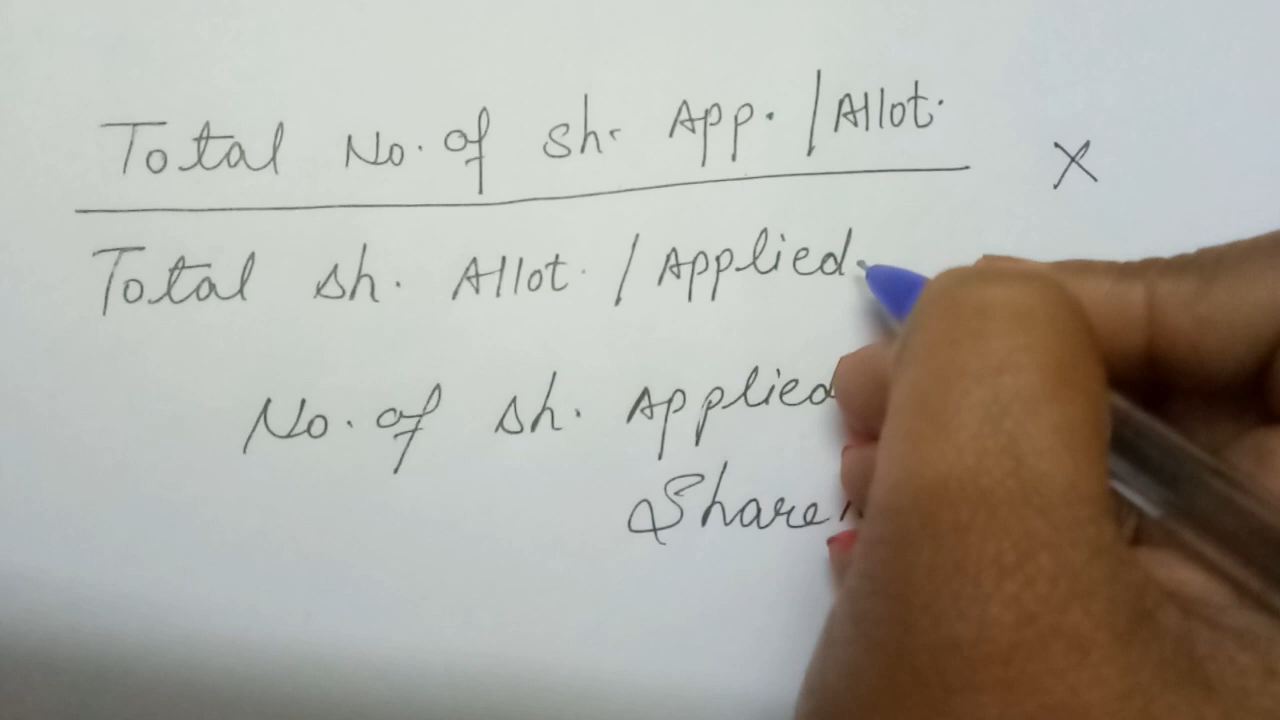 Total No. of sh. App. / Allot. X
Total sh. Allot. / Applied.
No. of sh. Applied
Share